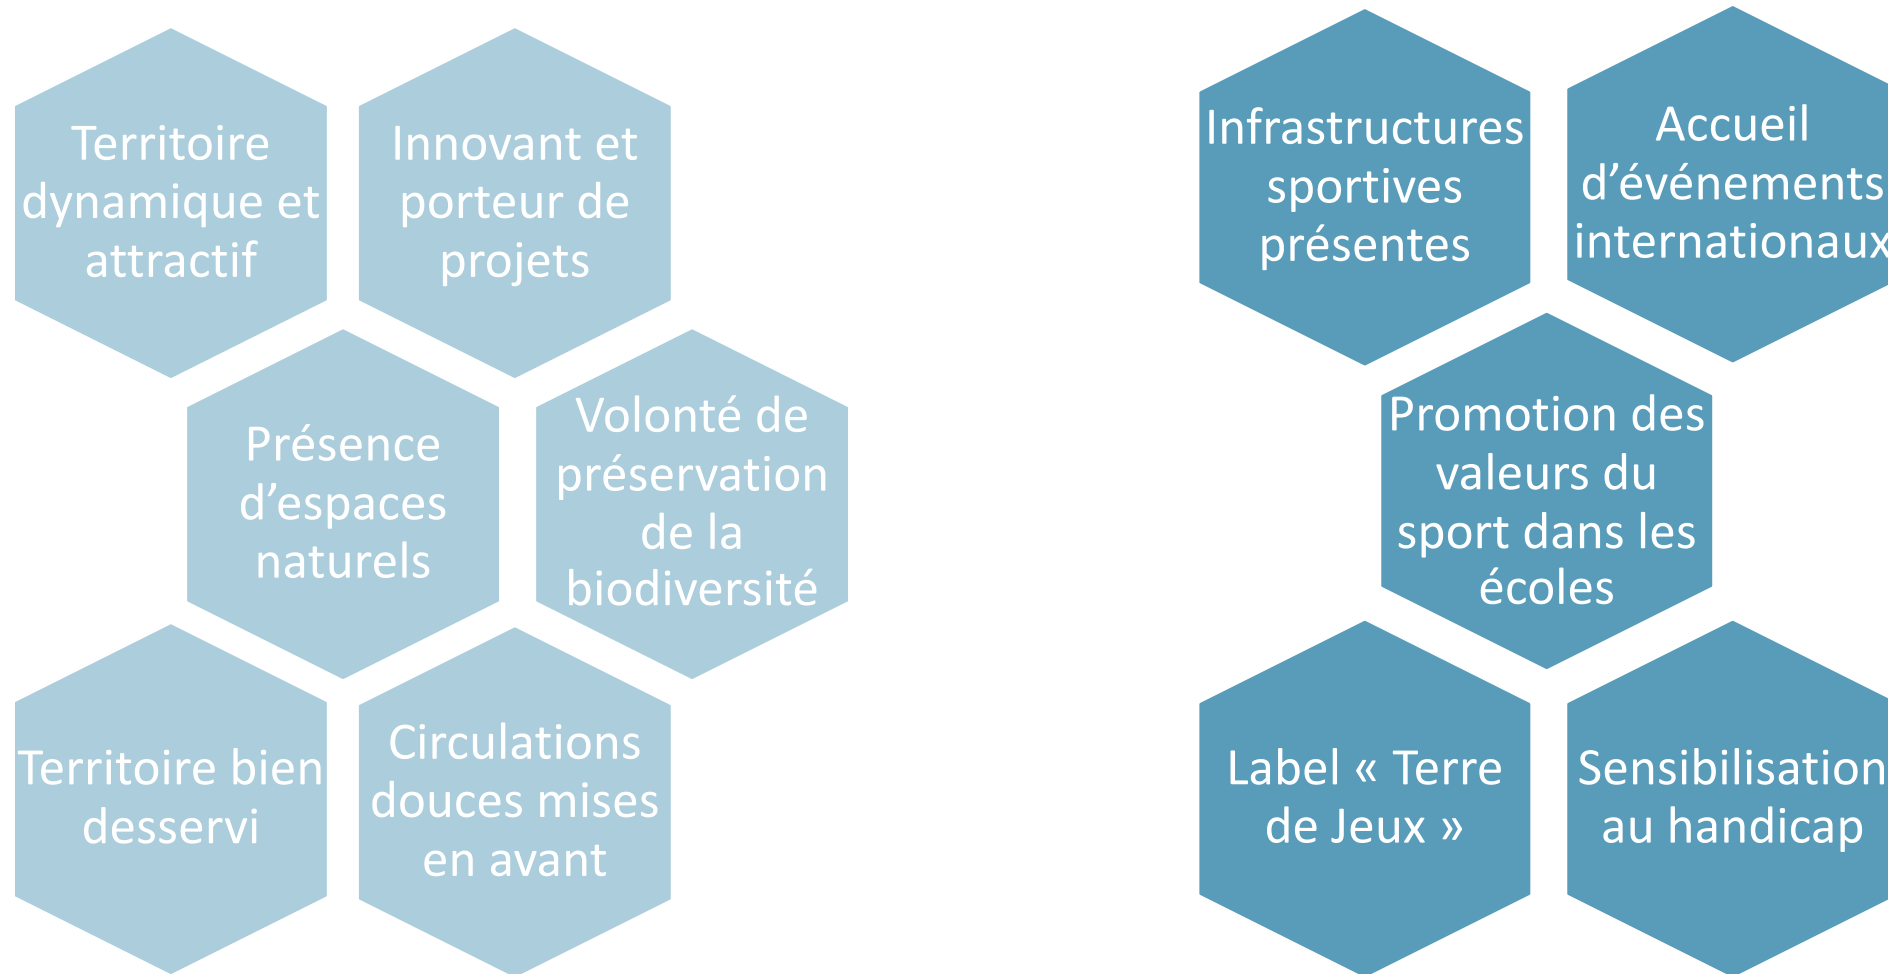 Territoire
dynamique et
attractif
Innovant et
porteur de
projets
Présence
d’espaces
naturels
Volonté de
préservation
de la
biodiversité
Territoire bien
desservi
Circulations
douces mises
en avant
Infrastructures
sportives
présentes
Accueil
d’événements
internationaux
Promotion des
valeurs du
sport dans les
écoles
Label « Terre
de Jeux »
Sensibilisation
au handicap